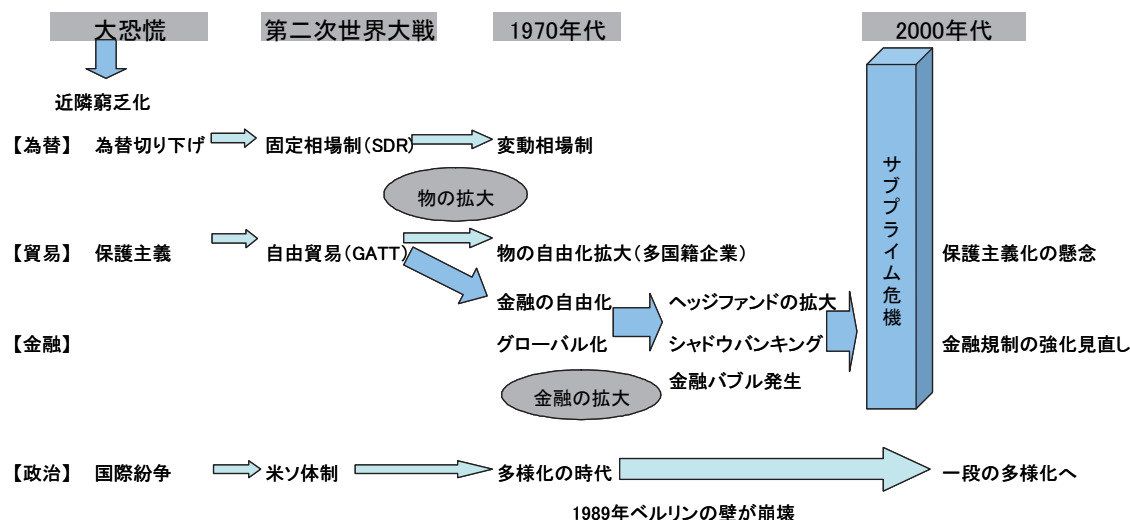 大恐慌 第二次世界大戦 1970年代 2000年代
近隣窮乏化
【為替】 為替切り下げ 固定相場制(SDR) 変動相場制
物の拡大
【貿易】 保護主義 自由貿易(GATT) 物の自由化拡大(多国籍企業) 保護主義化の懸念
金融の自由化 ヘッジファンドの拡大
【金融】 グローバル化 シャドウバンキング 金融規制の強化見直し
金融バブル発生
金融の拡大
サブプライム危機
【政治】 国際紛争 米ソ体制 多様化の時代 一段の多様化へ
1989年ベルリンの壁が崩壊